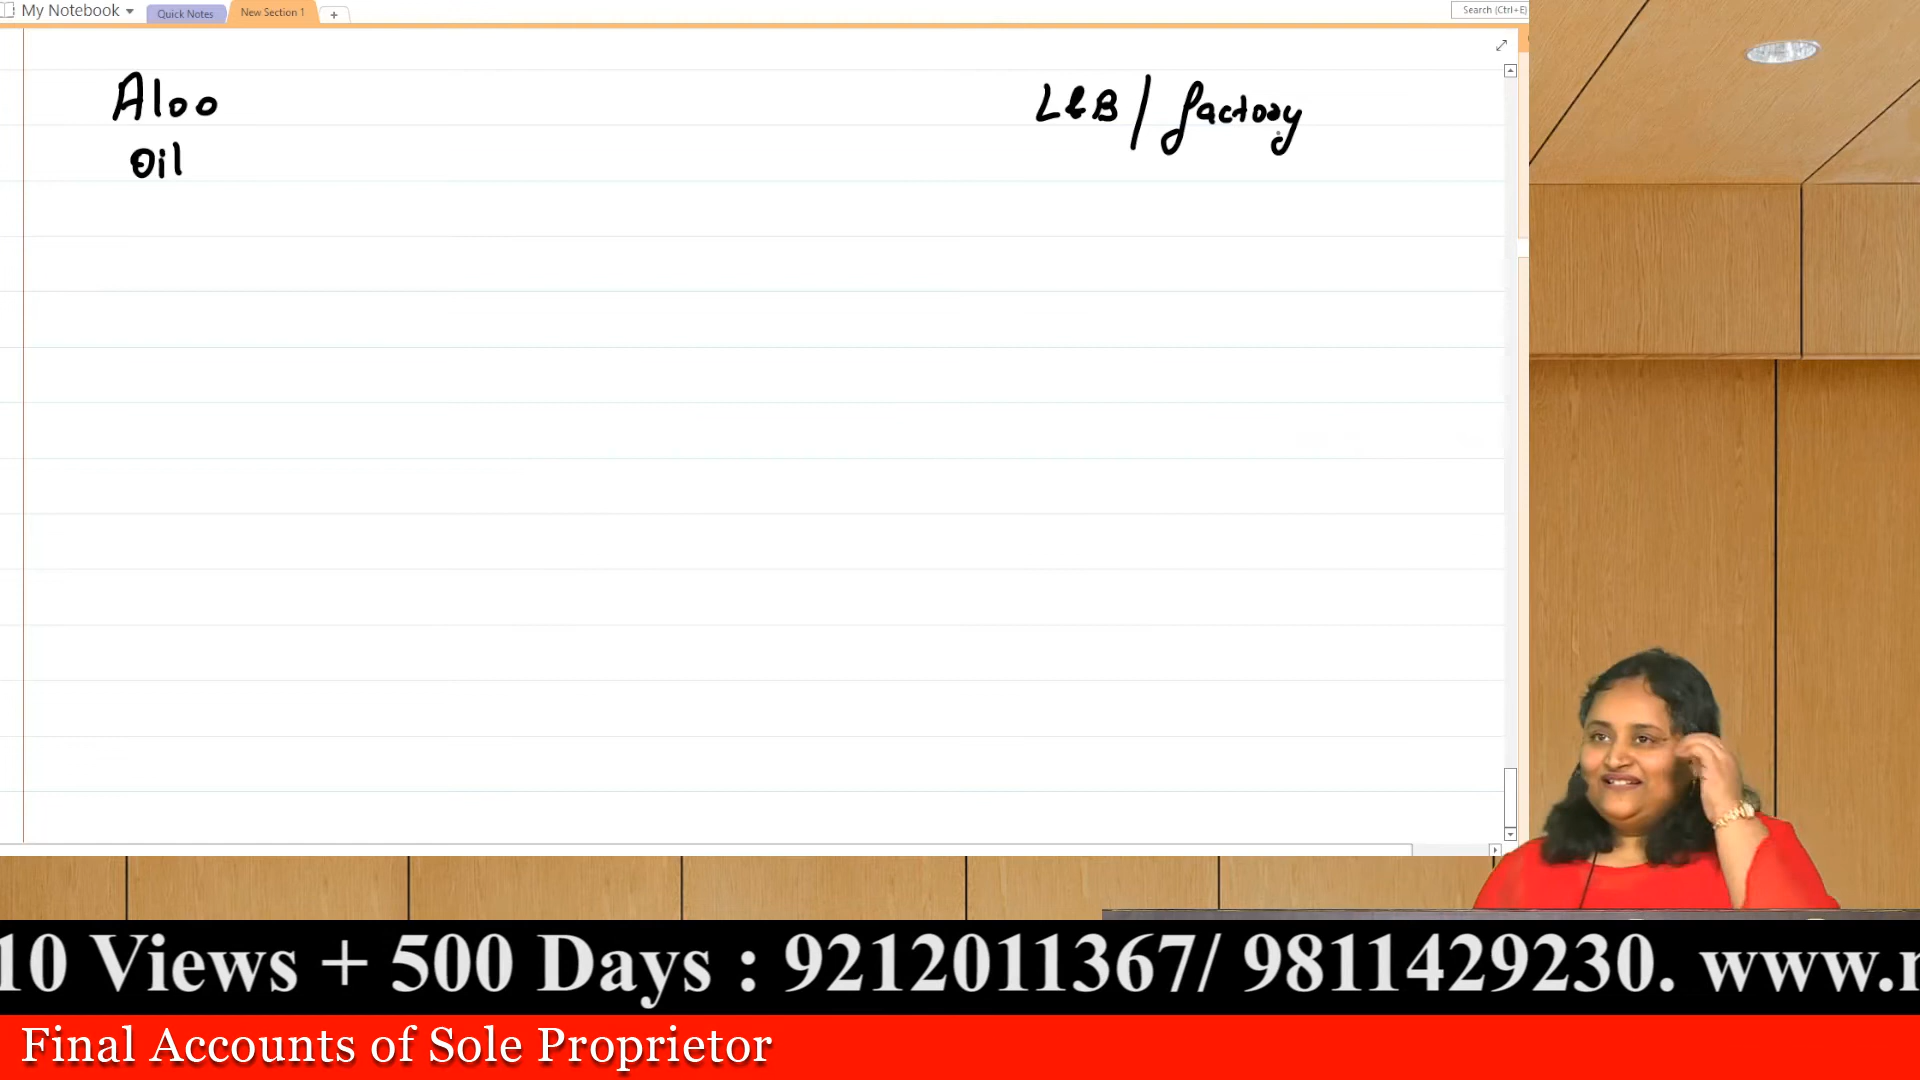 My Notebook
Quick Notes
New Section 1
+
Search (Ctrl+E)
Aloo
L&B / factory
Oil
10 Views + 500 Days : 9212011367/ 9811429230. www.
Final Accounts of Sole Proprietor